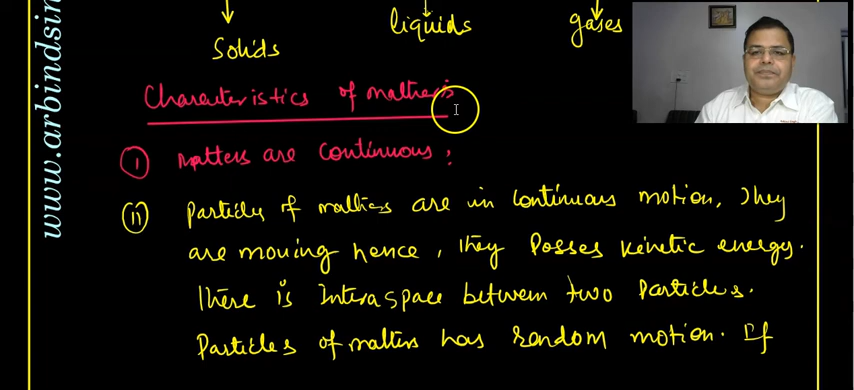 Solids liquids gases
Characteristics of matters
(i) Matters are continuous:
(ii) Particles of matters are in continuous motion, They
are moving hence, They Posses kinetic energy.
There is Interaspace between two Particles.
Particles of matters has random motion. If
www.arbindsin